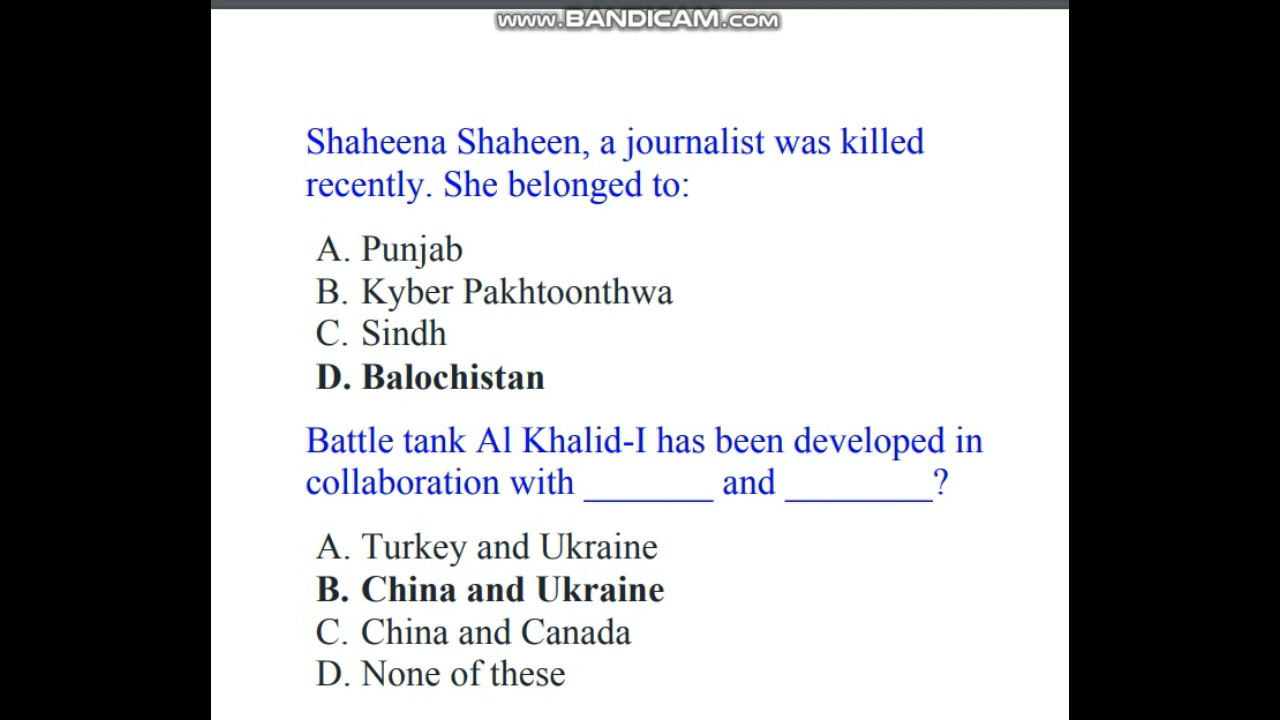 www.BANDICAM.com
Shaheena Shaheen, a journalist was killed
recently. She belonged to:
A. Punjab
B. Kyber Pakhtoonthwa
C. Sindh
D. Balochistan
Battle tank Al Khalid-I has been developed in
collaboration with _______ and ________?
A. Turkey and Ukraine
B. China and Ukraine
C. China and Canada
D. None of these